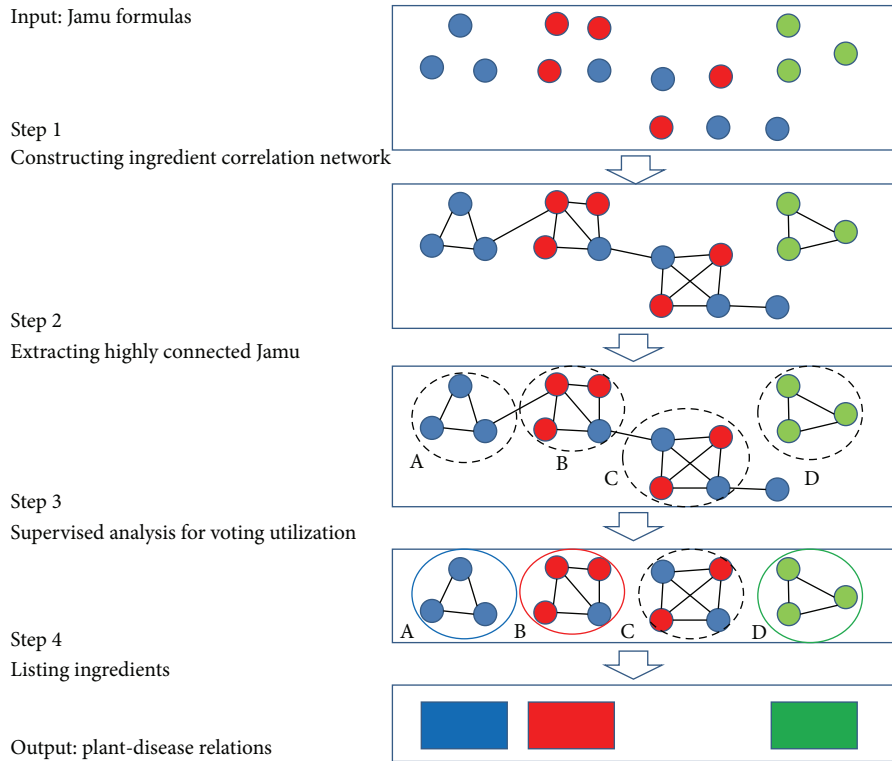 Input: Jamu formulas
Step 1
Constructing ingredient correlation network
Step 2
Extracting highly connected Jamu
A
B
C
D
Step 3
Supervised analysis for voting utilization
A
B
C
D
Step 4
Listing ingredients
Output: plant-disease relations